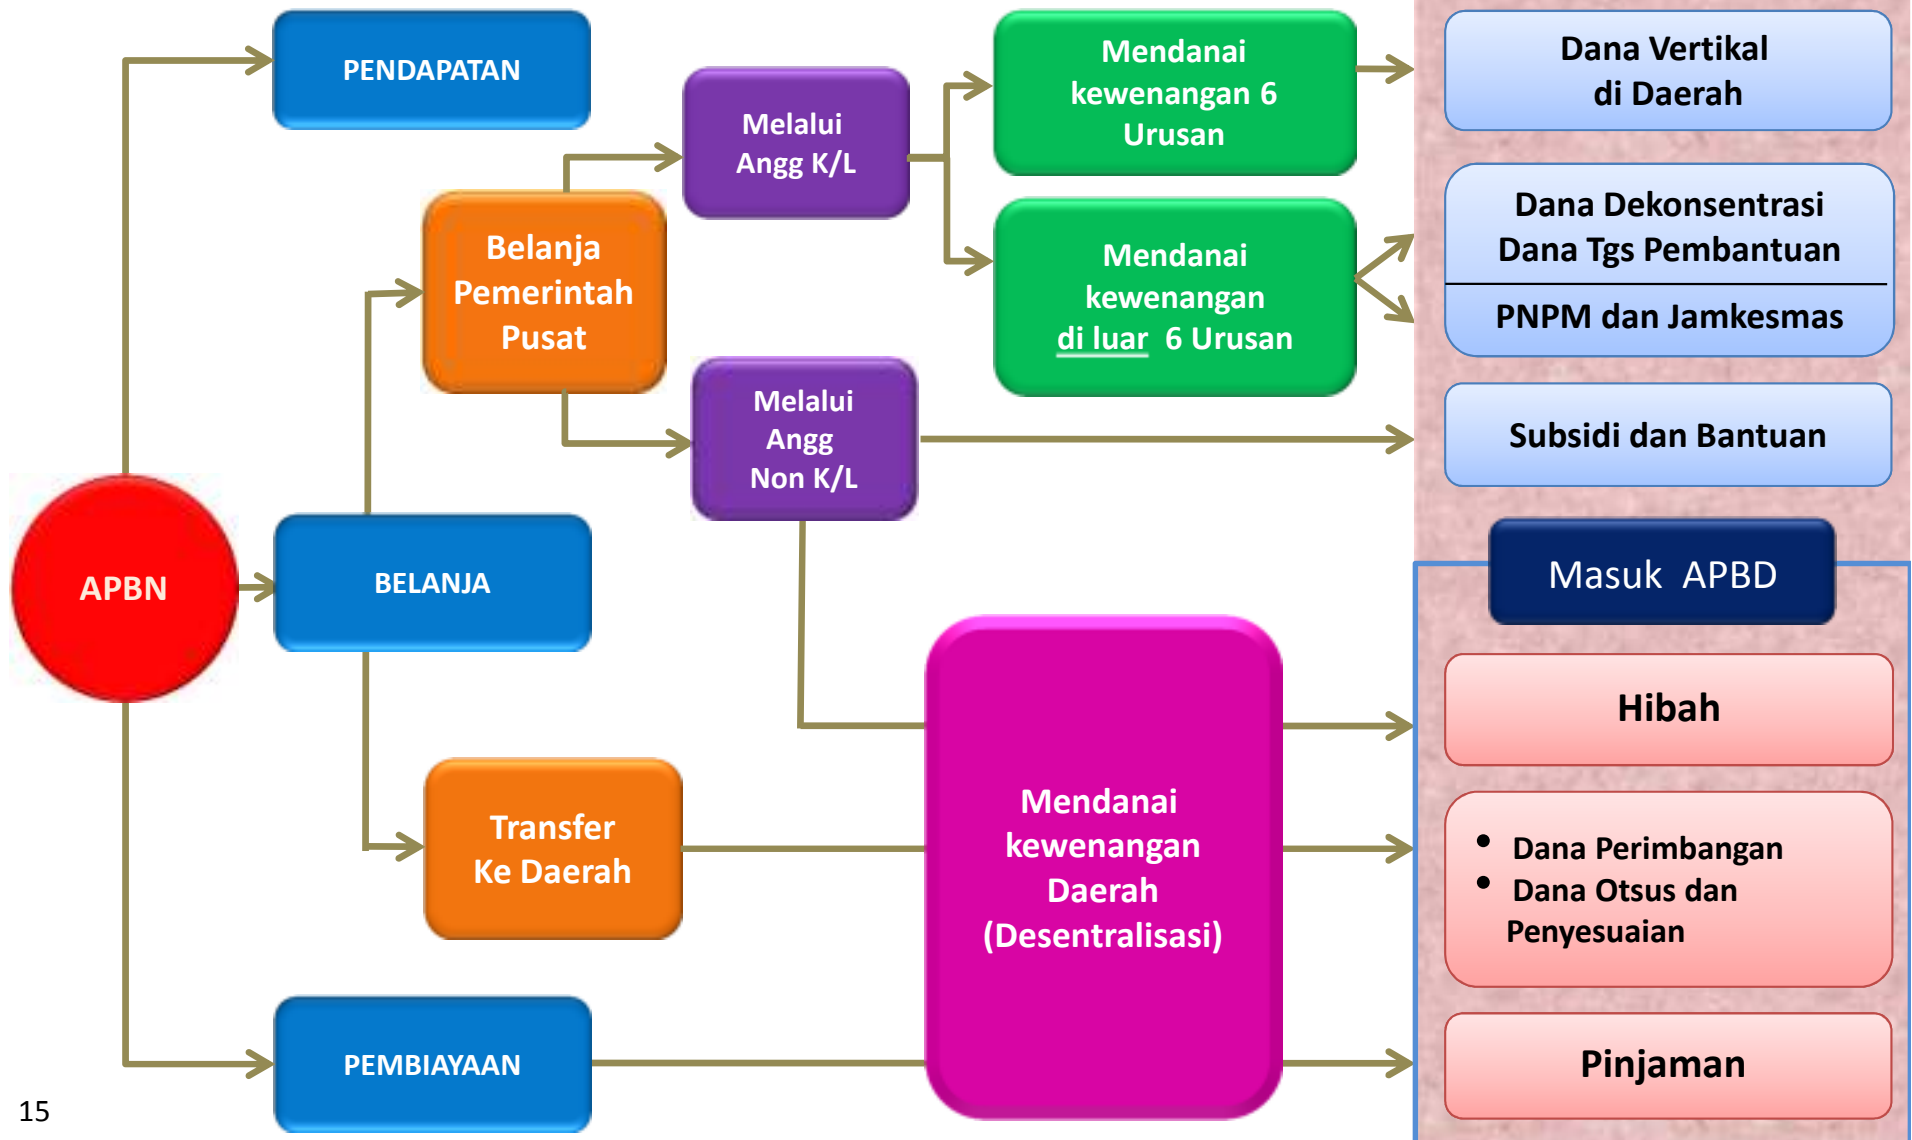 PENDAPATAN
Melalui
Angg K/L
Mendanai
kewenangan 6
Urusan
Dana Vertikal
di Daerah
Belanja
Pemerintah
Pusat
Mendanai
kewenangan
di luar 6 Urusan
Dana Dekonsentrasi
Dana Tgs Pembantuan
PNPM dan Jamkesmas
Melalui
Angg
Non K/L
Subsidi dan Bantuan
APBN
BELANJA
Masuk APBD
Hibah
Transfer
Ke Daerah
Mendanai
kewenangan
Daerah
(Desentralisasi)
• Dana Perimbangan
• Dana Otsus dan
Penyesuaian
PEMBIAYAAN
Pinjaman
15